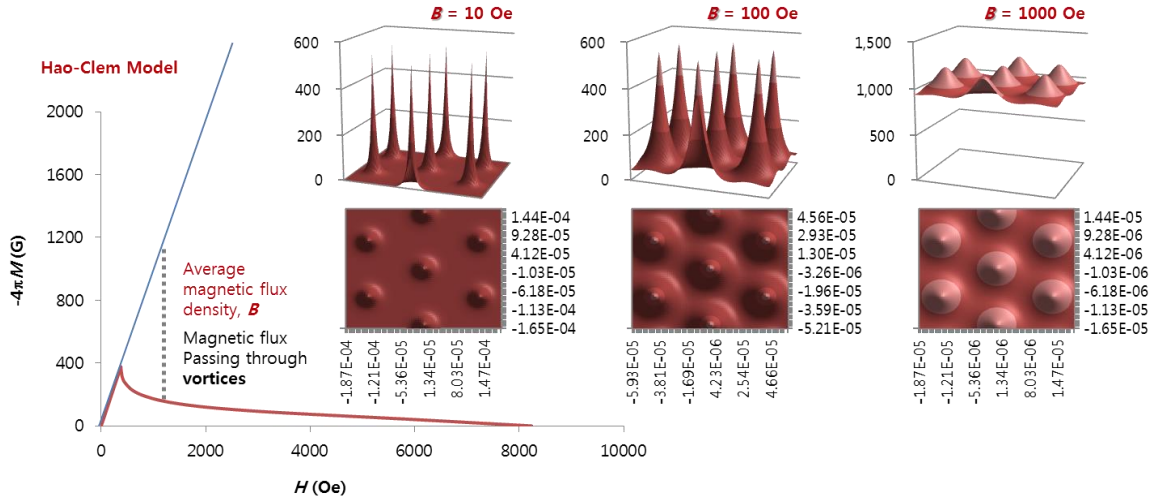 Hao-Clem Model
-4πM (G)
2000
1600
1200
800
400
0
0
2000
4000
6000
8000
10000
H (Oe)
Average
magnetic flux
density, B
Magnetic flux
Passing through
vortices
B = 10 Oe
600
400
200
0
1.44E-04
9.28E-05
4.12E-05
-1.03E-05
-6.18E-05
-1.13E-04
-1.65E-04
-1.87E-04
-1.21E-04
-5.36E-05
1.34E-05
8.03E-05
1.47E-04
B = 100 Oe
600
400
200
0
4.56E-05
2.93E-05
1.30E-05
-3.26E-06
-1.96E-05
-3.59E-05
-5.21E-05
-5.93E-05
-3.81E-05
-1.69E-05
4.23E-06
2.54E-05
4.66E-05
B = 1000 Oe
1,500
1,000
500
0
1.44E-05
9.28E-06
4.12E-06
-1.03E-06
-6.18E-06
-1.13E-05
-1.65E-05
-1.87E-05
-1.21E-05
-5.36E-06
1.34E-06
8.03E-06
1.47E-05